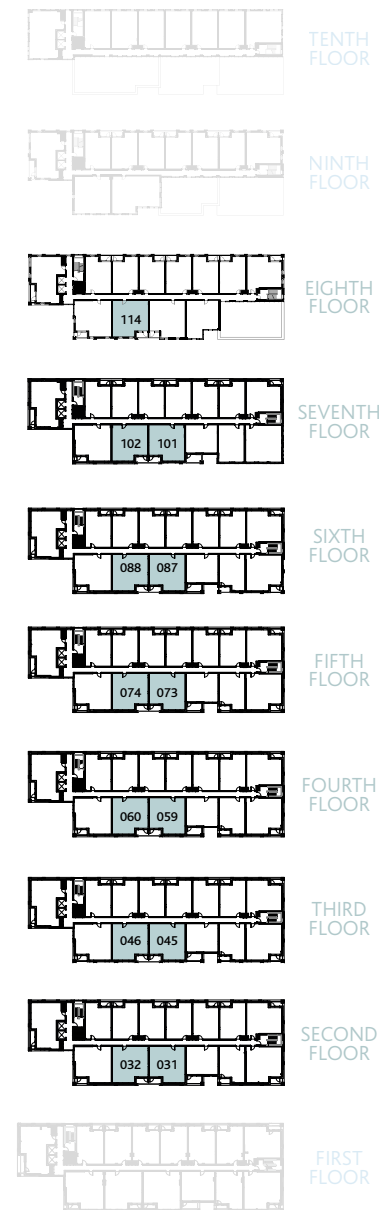 TENTH
FLOOR
NINTH
FLOOR
114
EIGHTH
FLOOR
102 101
SEVENTH
FLOOR
088 087
SIXTH
FLOOR
074 073
FIFTH
FLOOR
060 059
FOURTH
FLOOR
046 045
THIRD
FLOOR
032 031
SECOND
FLOOR
FIRST
FLOOR